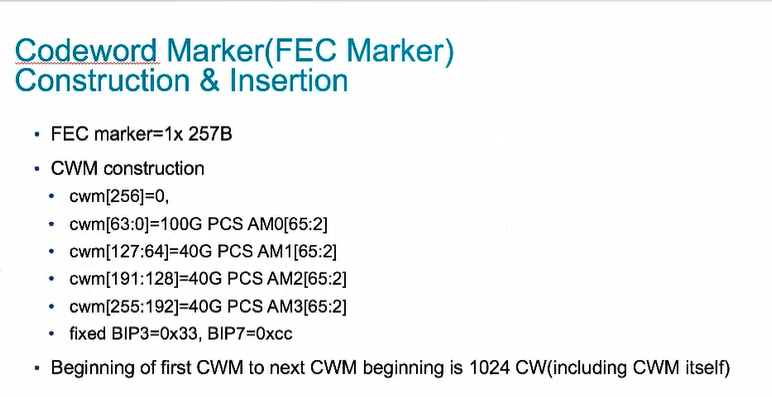 Codeword Marker(FEC Marker)
Construction & Insertion
• FEC marker=1x 257B
• CWM construction
• cwm[256]=0,
• cwm[63:0]=100G PCS AM0[65:2]
• cwm[127:64]=40G PCS AM1[65:2]
• cwm[191:128]=40G PCS AM2[65:2]
• cwm[255:192]=40G PCS AM3[65:2]
• fixed BIP3=0x33, BIP7=0xcc
• Beginning of first CWM to next CWM beginning is 1024 CW(including CWM itself)